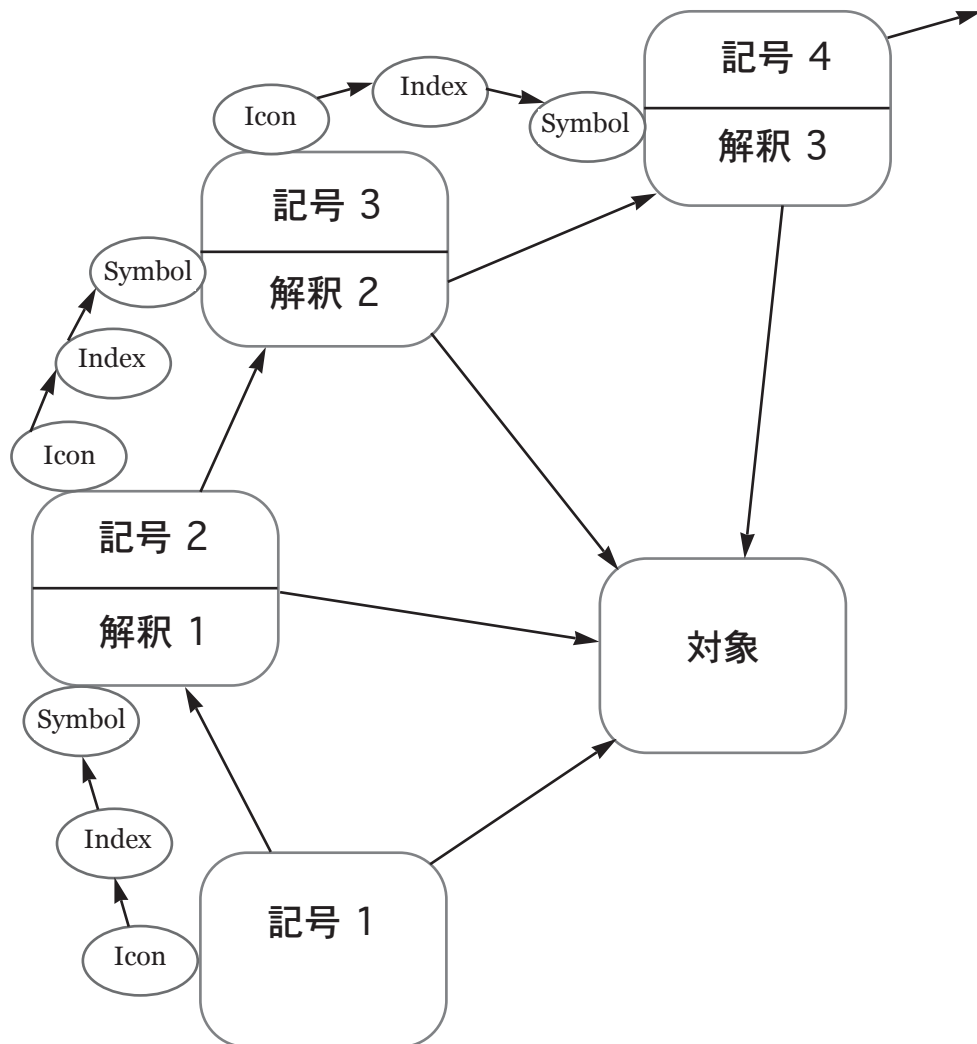 記号 4
解釈 3
Icon
Index
Symbol
記号 3
解釈 2
Symbol
Index
Icon
記号 2
解釈 1
対象
Symbol
Index
Icon
記号 1